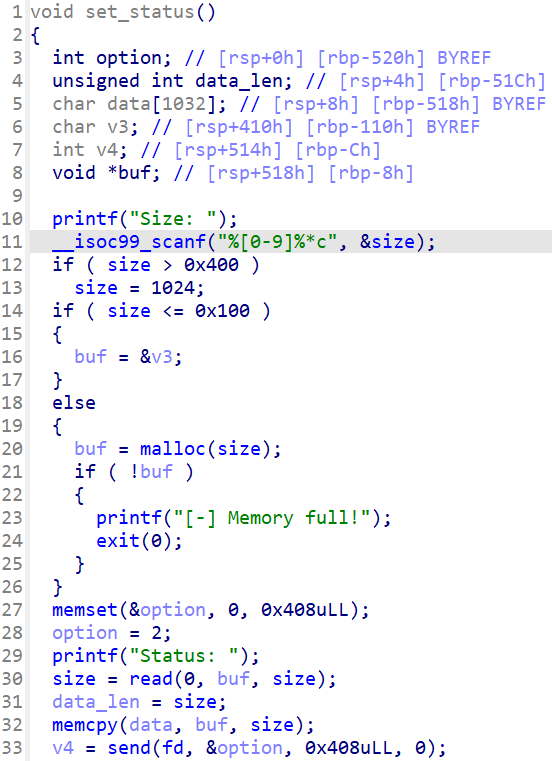 1 void set_status()
2 {
3   int option; // [rsp+0h] [rbp-520h] BYREF
4   unsigned int data_len; // [rsp+4h] [rbp-51Ch]
5   char data[1032]; // [rsp+8h] [rbp-518h] BYREF
6   char v3; // [rsp+410h] [rbp-110h] BYREF
7   int v4; // [rsp+514h] [rbp-Ch]
8   void *buf; // [rsp+518h] [rbp-8h]
9
10   printf("Size: ");
11   __isoc99_scanf("%[0-9]%*c", &size);
12   if ( size > 0x400 )
13     size = 1024;
14   if ( size <= 0x100 )
15   {
16     buf = &v3;
17   }
18   else
19   {
20     buf = malloc(size);
21     if ( !buf )
22     {
23       printf("[-] Memory full!");
24       exit(0);
25     }
26   }
27   memset(&option, 0, 0x408uLL);
28   option = 2;
29   printf("Status: ");
30   size = read(0, buf, size);
31   data_len = size;
32   memcpy(data, buf, size);
33   v4 = send(fd, &option, 0x408uLL, 0);